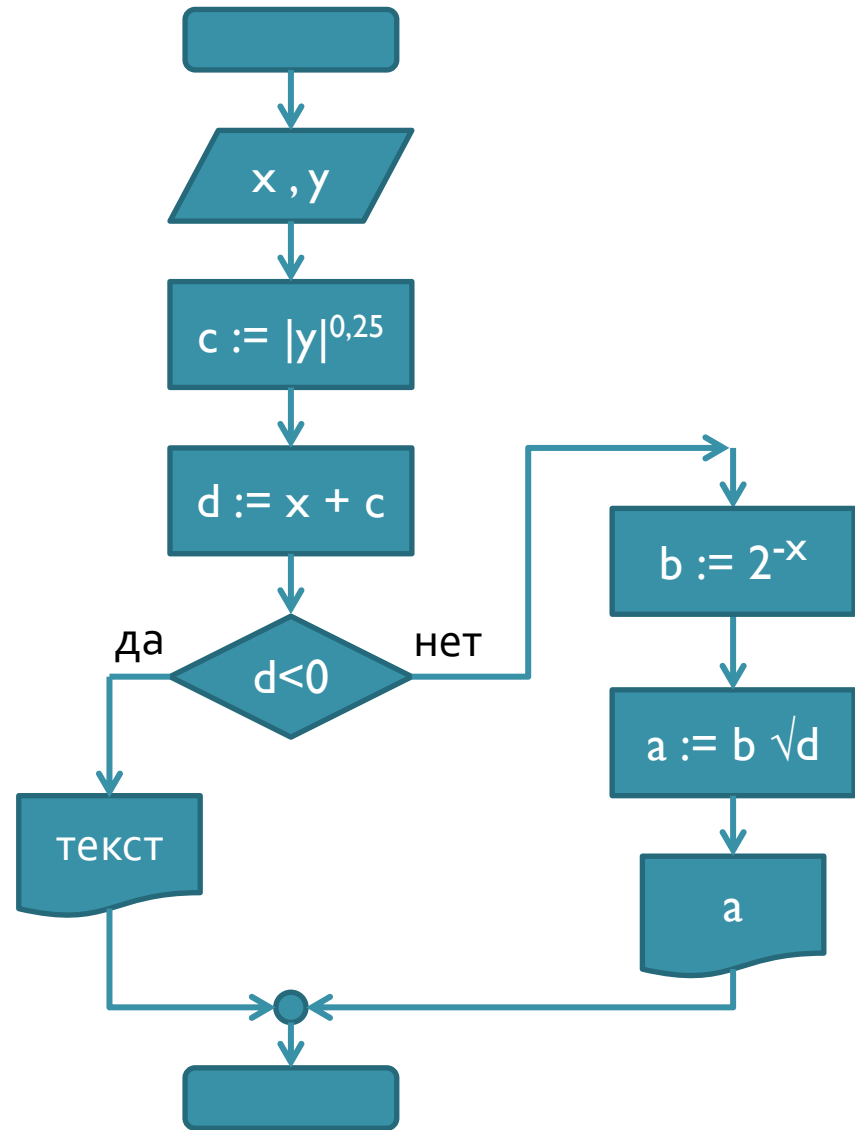 x , y
c := |y|^0,25
d := x + c
d<0
да
нет
текст
b := 2^-x
a := b √d
a